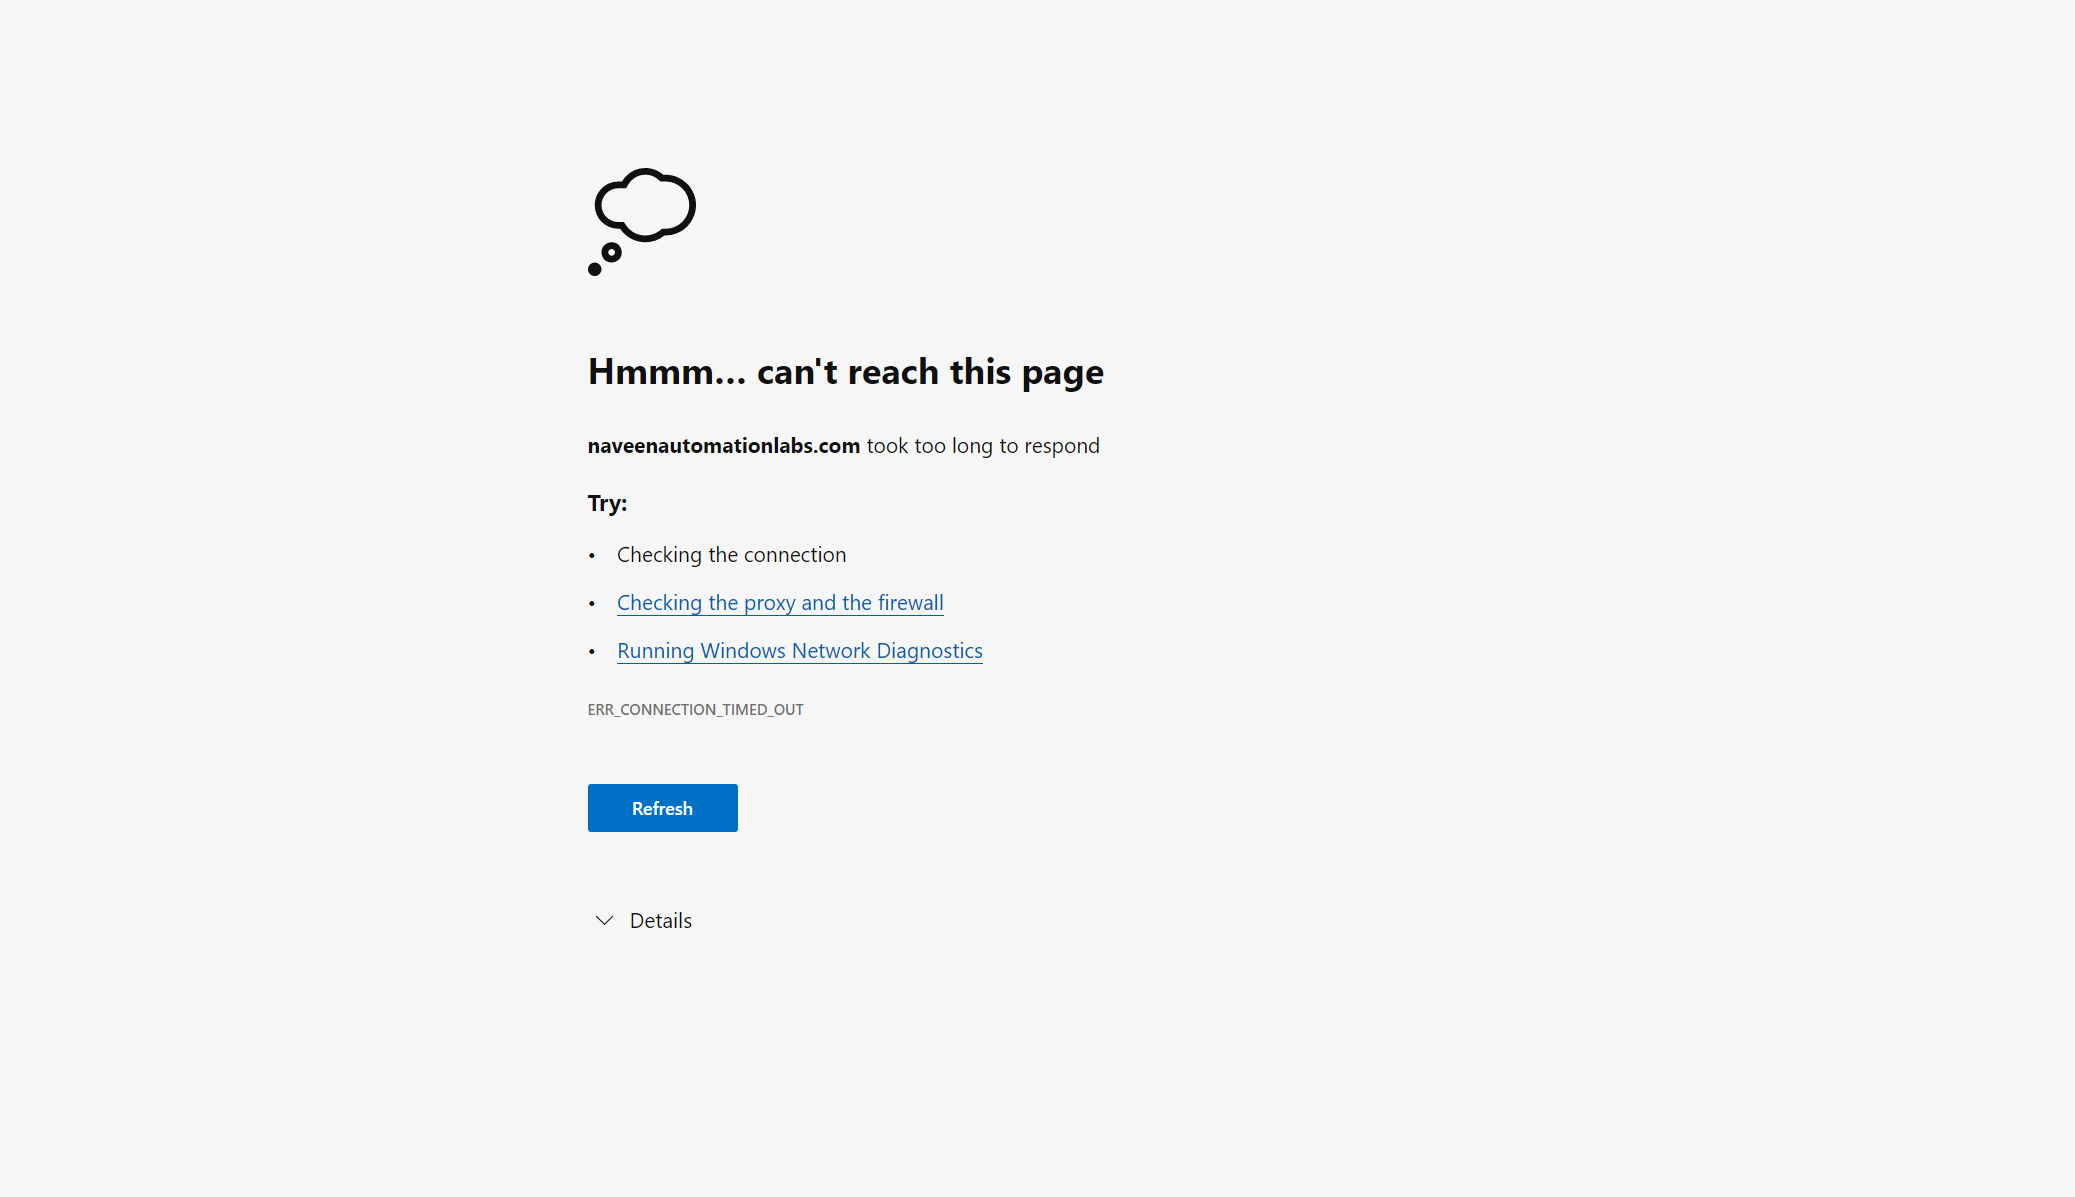 Hmmm... can't reach this page
naveenautomationlabs.com took too long to respond
Try:
• Checking the connection
• Checking the proxy and the firewall
• Running Windows Network Diagnostics
ERR_CONNECTION_TIMED_OUT
Refresh
Details